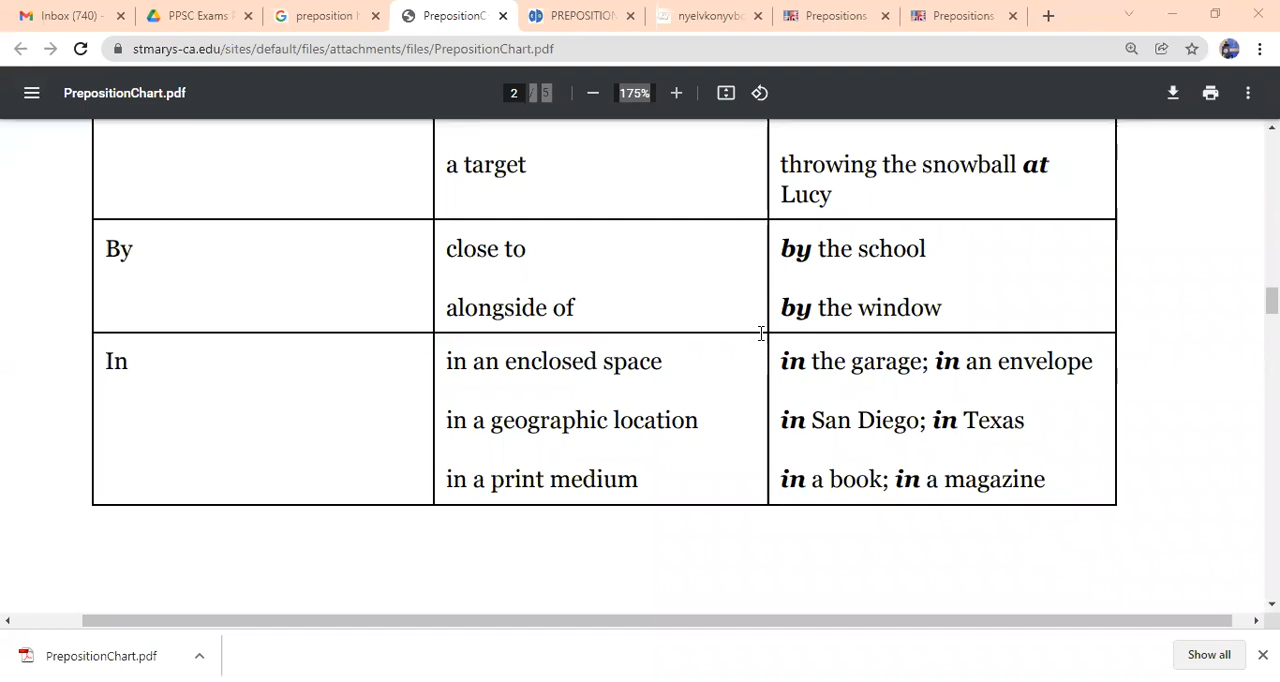 Inbox (740) -
PPSC Exams
preposition
PrepositionC
PREPOSITION
nyelvkonyvb
Prepositions
Prepositions
stmarys-ca.edu/sites/default/files/attachments/files/PrepositionChart.pdf
PrepositionChart.pdf
2 / 5
175%
a target
throwing the snowball at
Lucy
By
close to
by the school
alongside of
by the window
In
in an enclosed space
in the garage; in an envelope
in a geographic location
in San Diego; in Texas
in a print medium
in a book; in a magazine
PrepositionChart.pdf
Show all